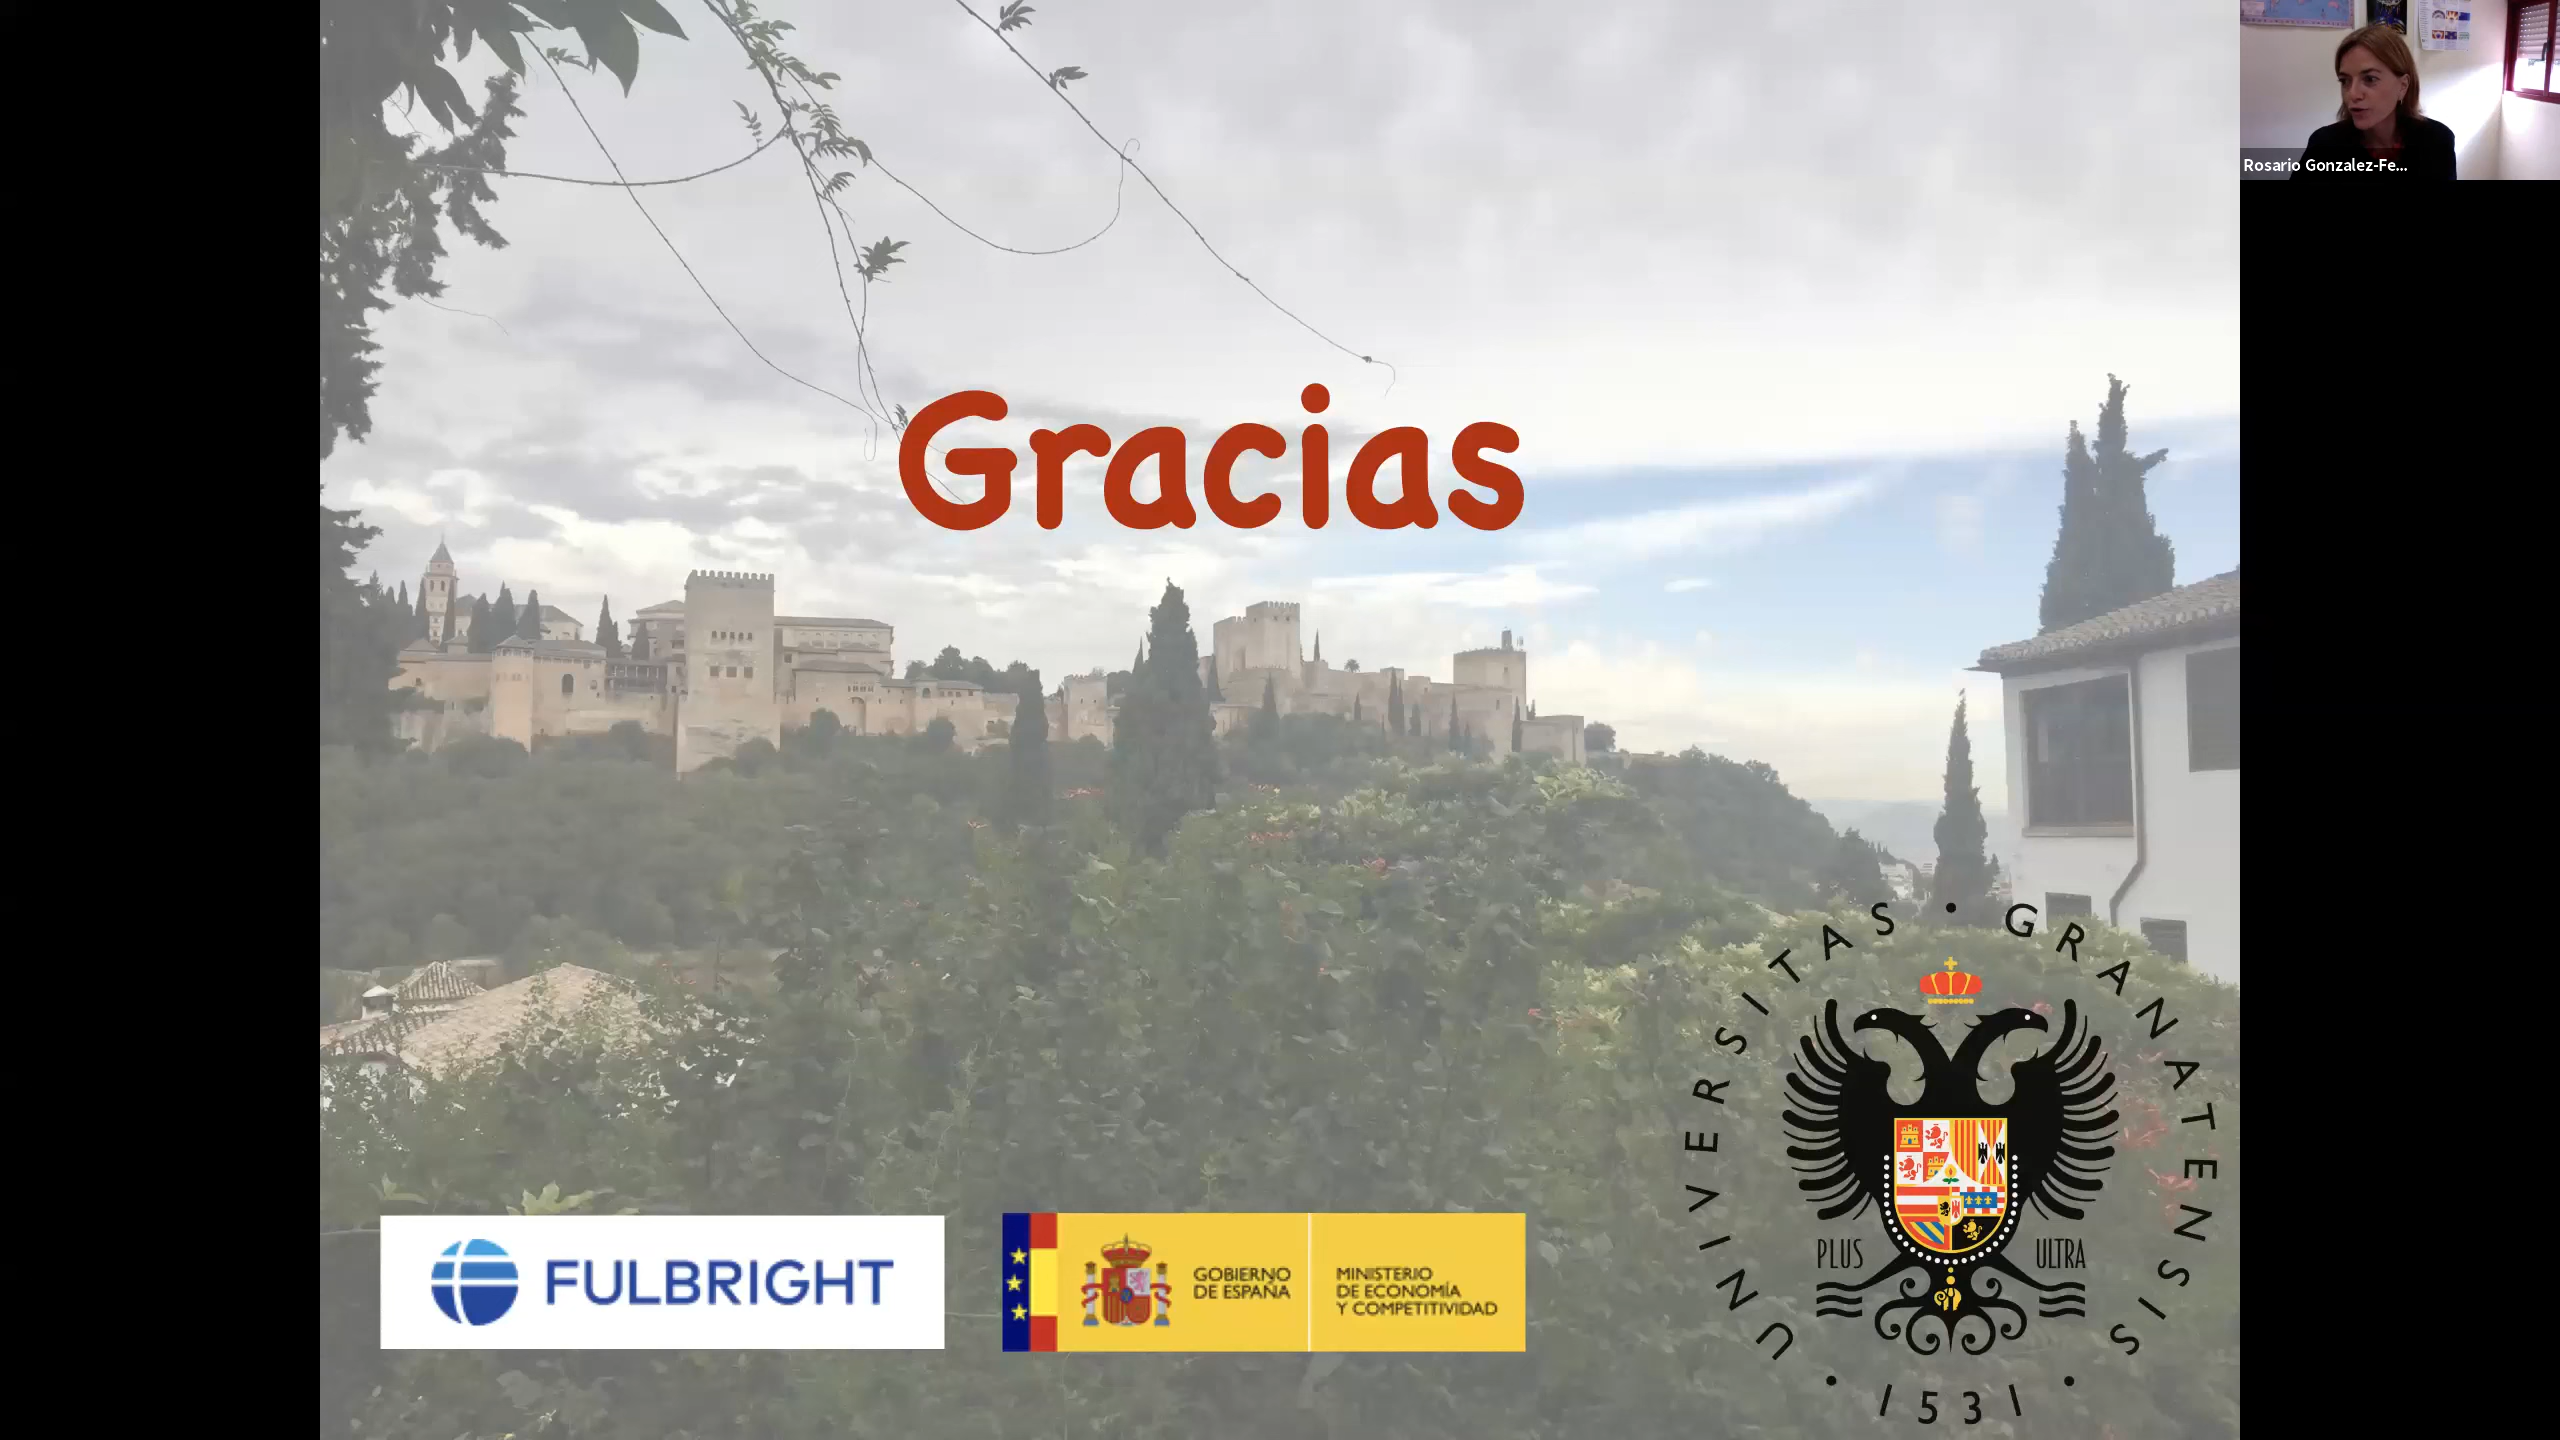 Rosario Gonzalez-Fe...
Gracias
UNIVERSITAS · GRANATENSIS
PLUS ULTRA
· 1531 ·
FULBRIGHT
GOBIERNO
DE ESPAÑA
MINISTERIO
DE ECONOMÍA
Y COMPETITIVIDAD